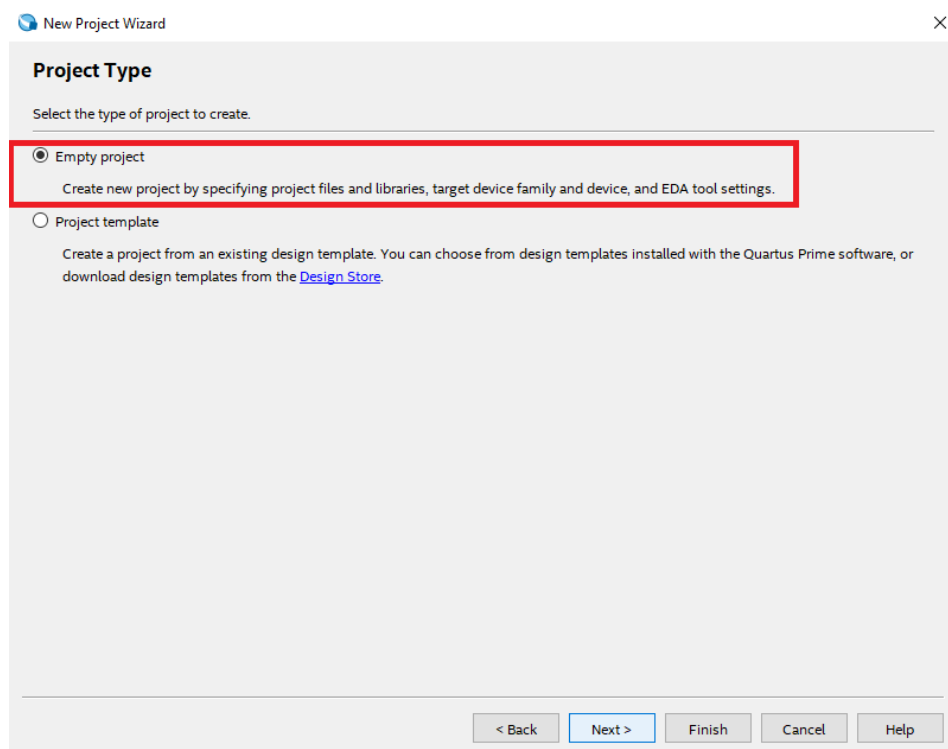 New Project Wizard
Project Type
Select the type of project to create.
Empty project
Create new project by specifying project files and libraries, target device family and device, and EDA tool settings.
Project template
Create a project from an existing design template. You can choose from design templates installed with the Quartus Prime software, or
download design templates from the Design Store.
< Back Next > Finish Cancel Help